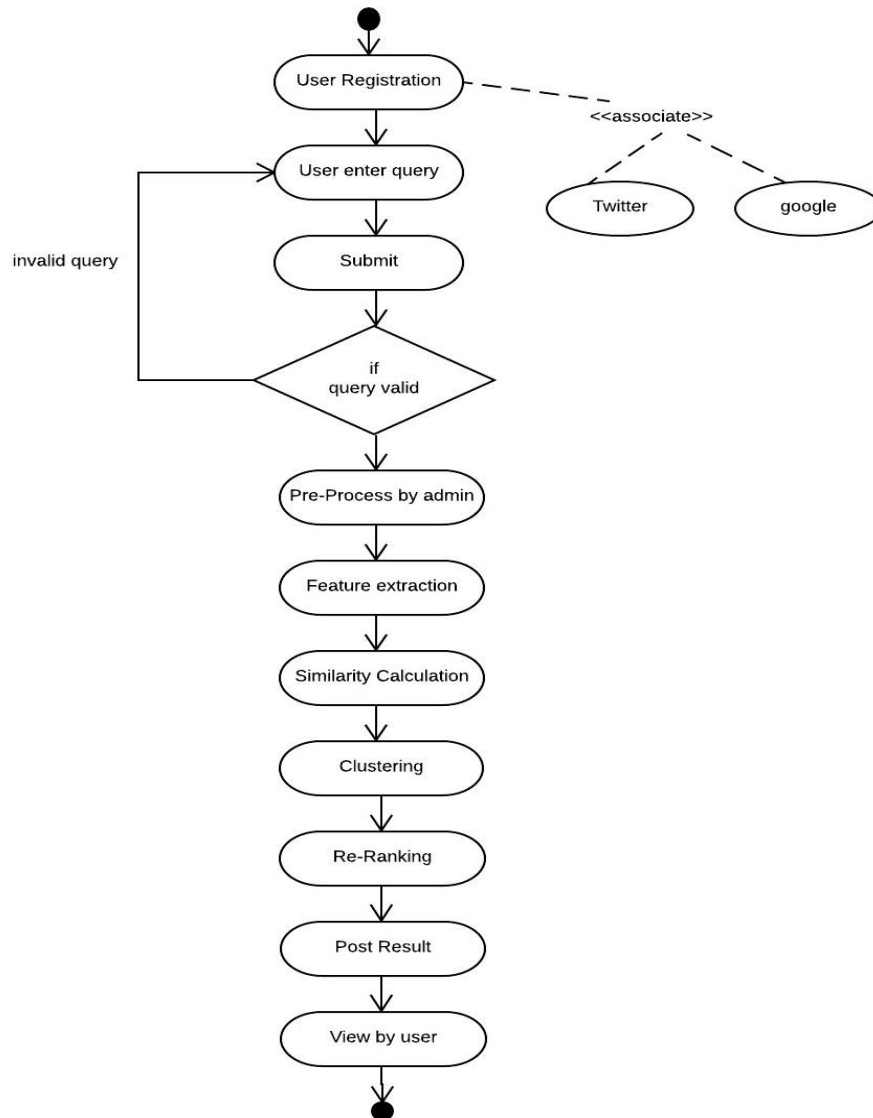 User Registration
<<associate>>
User enter query
Twitter
google
invalid query
Submit
if
query valid
Pre-Process by admin
Feature extraction
Similarity Calculation
Clustering
Re-Ranking
Post Result
View by user